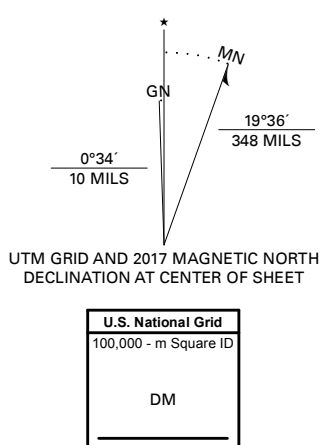 ★
MN
GN
19°36´
348 MILS
0°34´
10 MILS
UTM GRID AND 2017 MAGNETIC NORTH
DECLINATION AT CENTER OF SHEET
U.S. National Grid
100,000 - m Square ID
DM